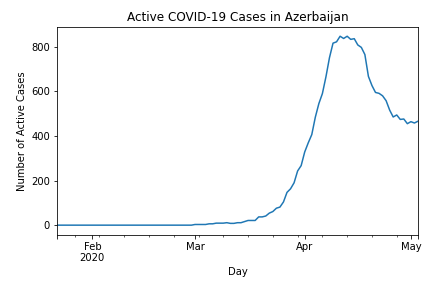 Active COVID-19 Cases in Azerbaijan
Number of Active Cases
800
600
400
200
0
Feb
2020
Mar
Apr
May
Day